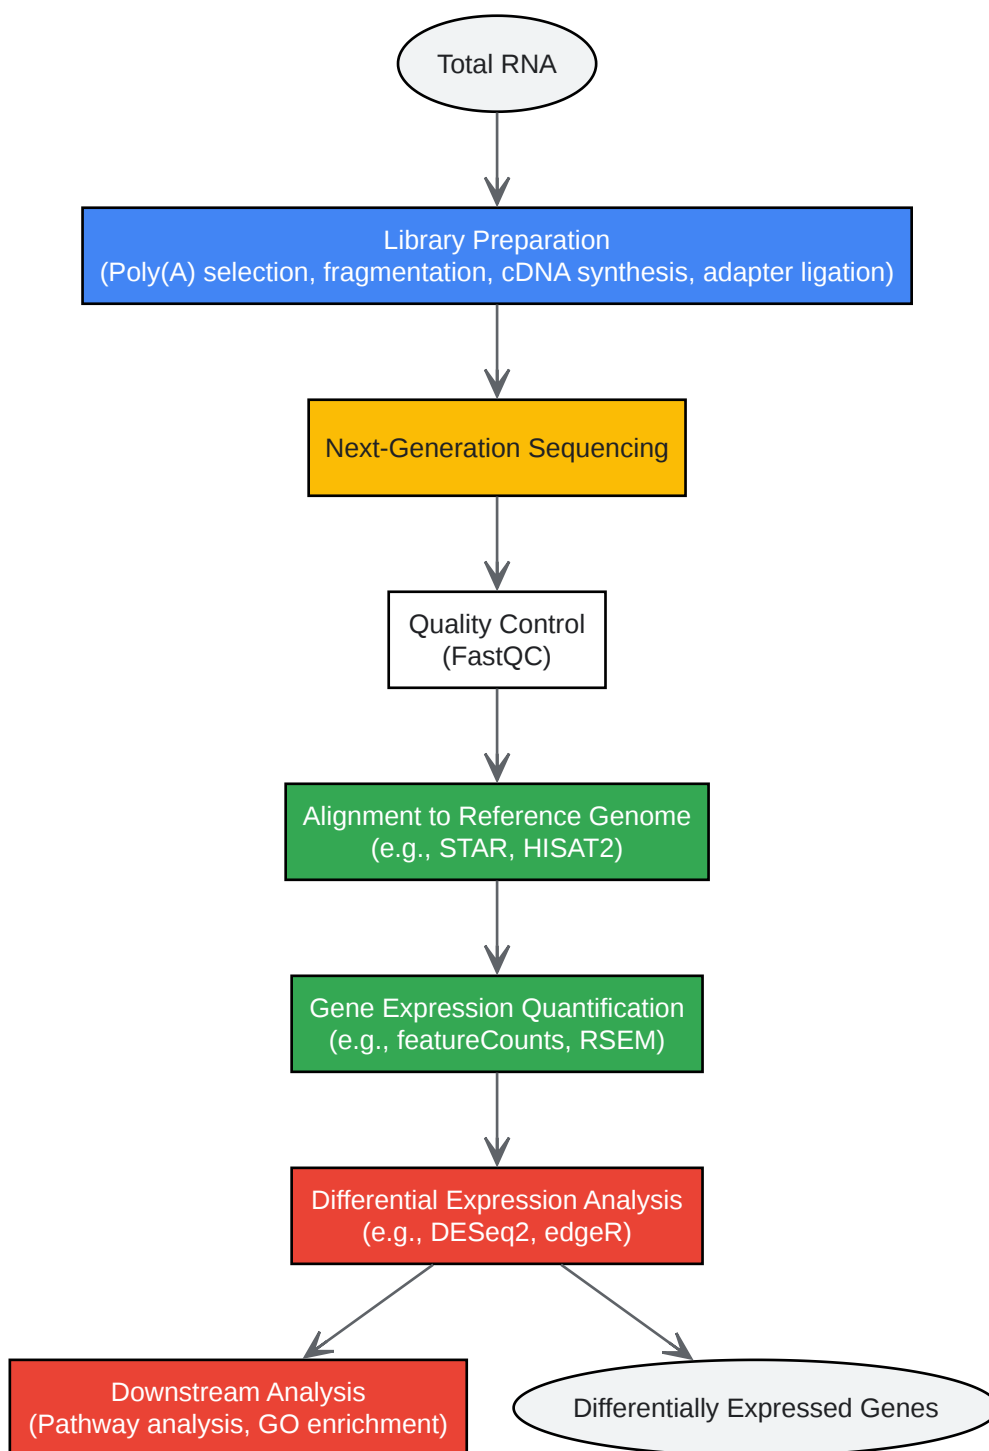 Total RNA
Library Preparation
(Poly(A) selection, fragmentation, cDNA synthesis, adapter ligation)
Next-Generation Sequencing
Quality Control
(FastQC)
Alignment to Reference Genome
(e.g., STAR, HISAT2)
Gene Expression Quantification
(e.g., featureCounts, RSEM)
Differential Expression Analysis
(e.g., DESeq2, edgeR)
Downstream Analysis
(Pathway analysis, GO enrichment)
Differentially Expressed Genes